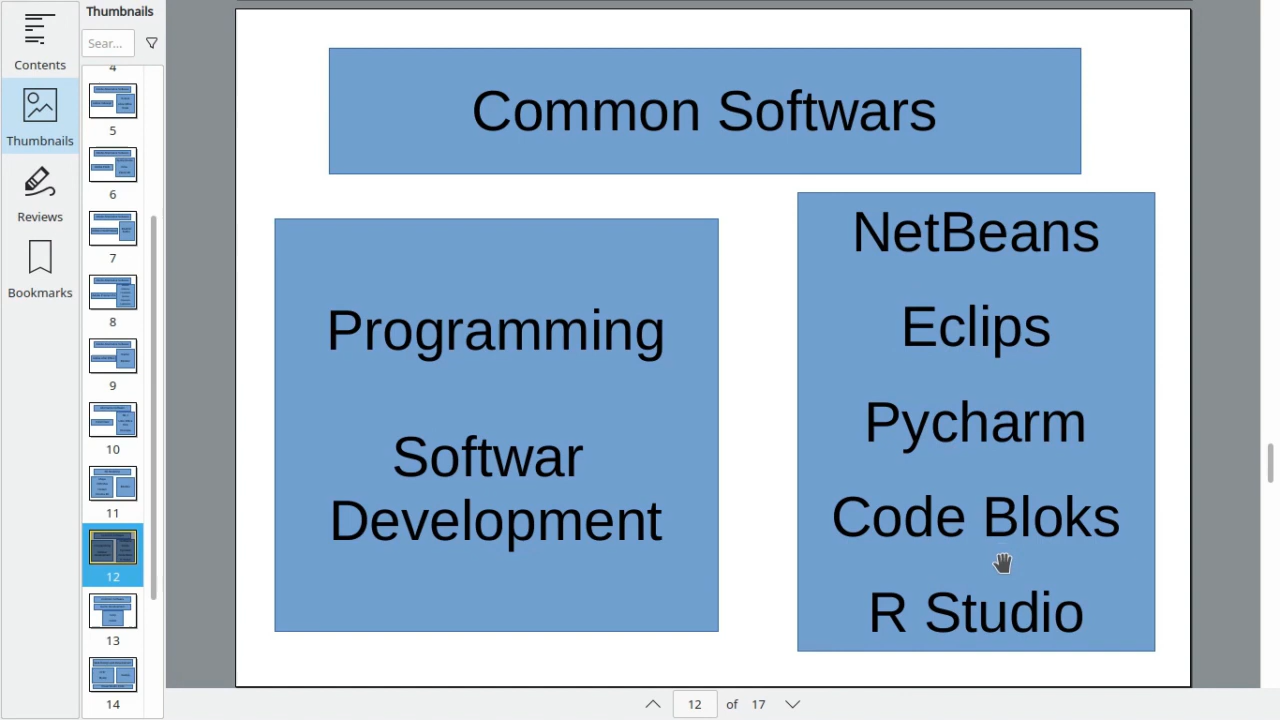 Thumbnails
Sear...
Contents
Thumbnails
Reviews
Bookmarks
4
5
6
7
8
9
10
11
12
13
14
Common Softwars
Programming
Softwar
Development
NetBeans
Eclips
Pycharm
Code Bloks
R Studio
12 of 17